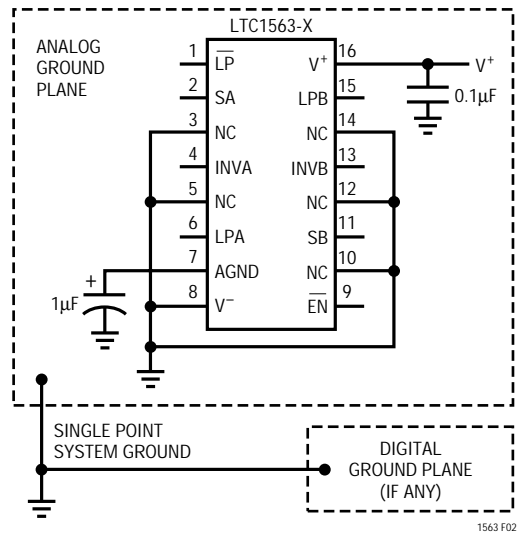 LTC1563-X
ANALOG
GROUND
PLANE
1
L̅P̅
16
V⁺
V⁺
2
SA
15
LPB
0.1µF
3
NC
14
NC
4
INVA
13
INVB
5
NC
12
NC
6
LPA
11
SB
7
AGND
10
NC
+
1µF
8
V⁻
9
E̅N̅
SINGLE POINT
SYSTEM GROUND
DIGITAL
GROUND PLANE
(IF ANY)
1563 F02